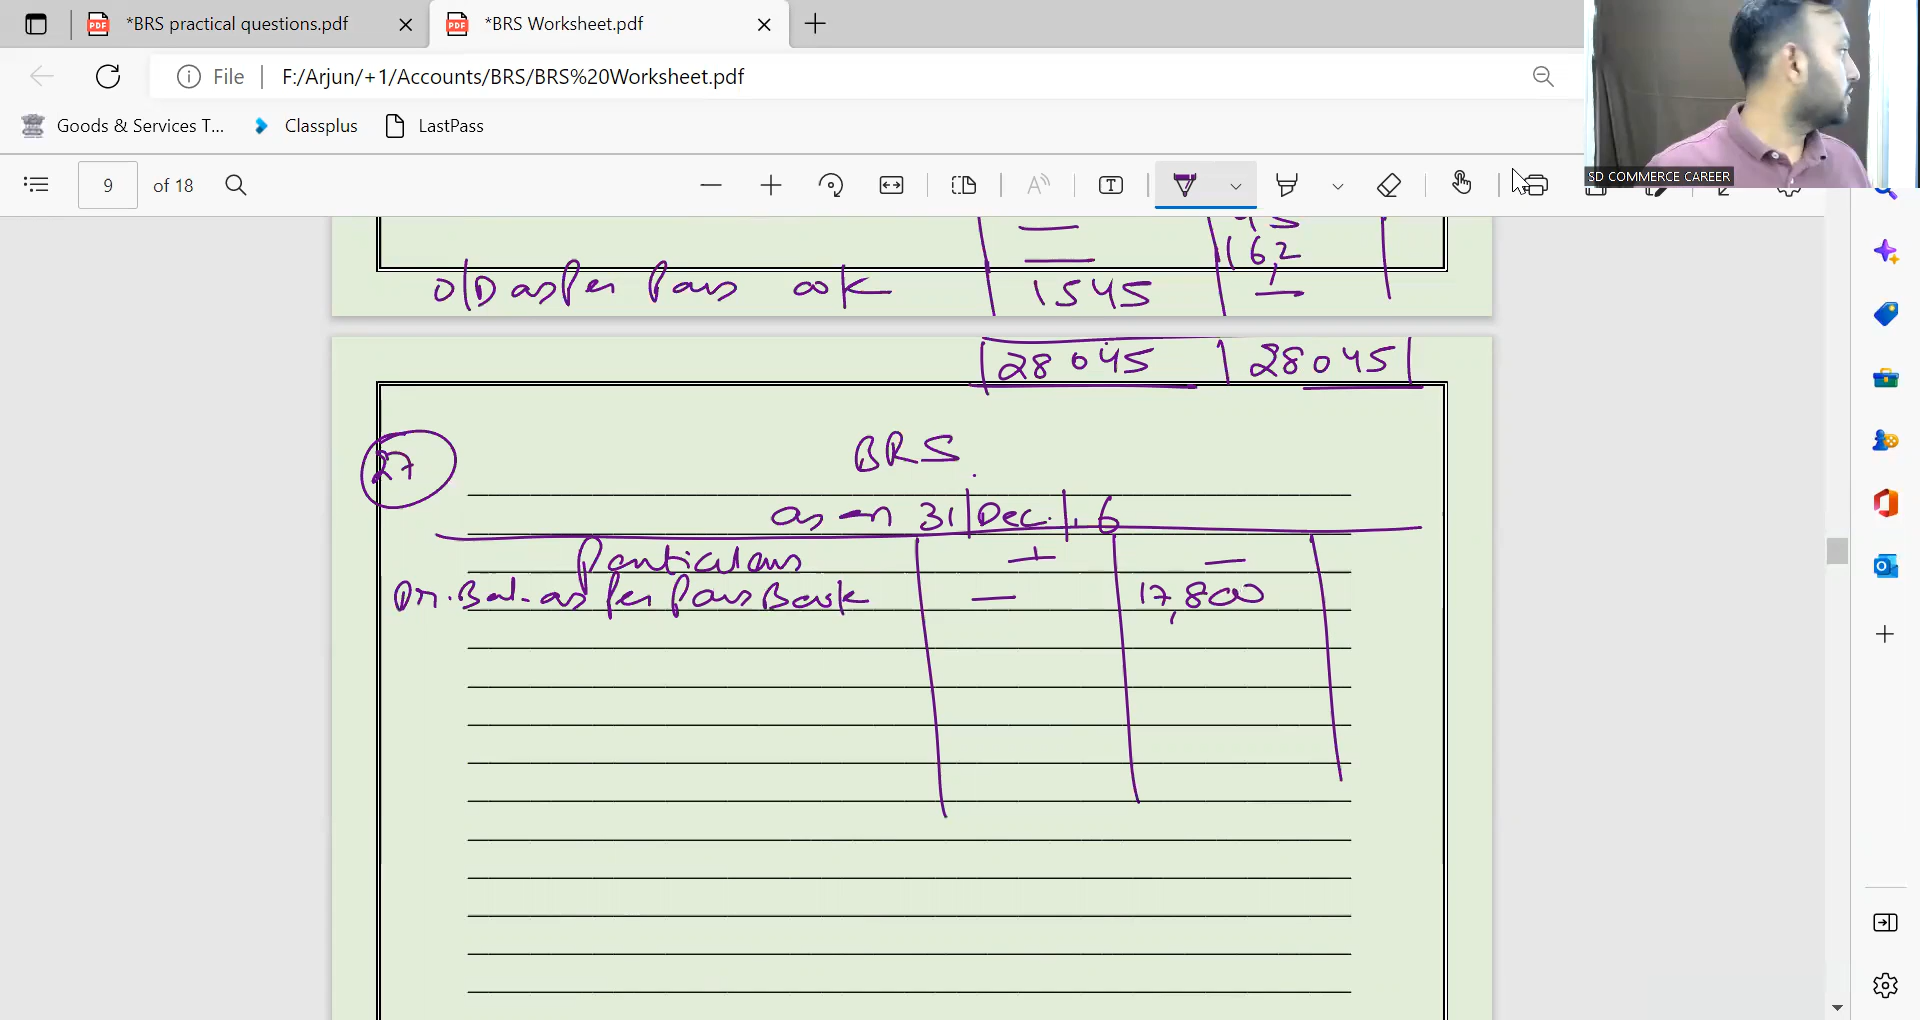 *BRS practical questions.pdf
*BRS Worksheet.pdf
File F:/Arjun/+1/Accounts/BRS/BRS%20Worksheet.pdf
Goods & Services T...
Classplus
LastPass
SD COMMERCE CAREER
9 of 18
162
O/D as Per Pass ook 1545 —
28045 28045
27
BRS
as on 31/Dec/.6
Particulars + —
Dr. Bal. as Per Pass Book — 17,800